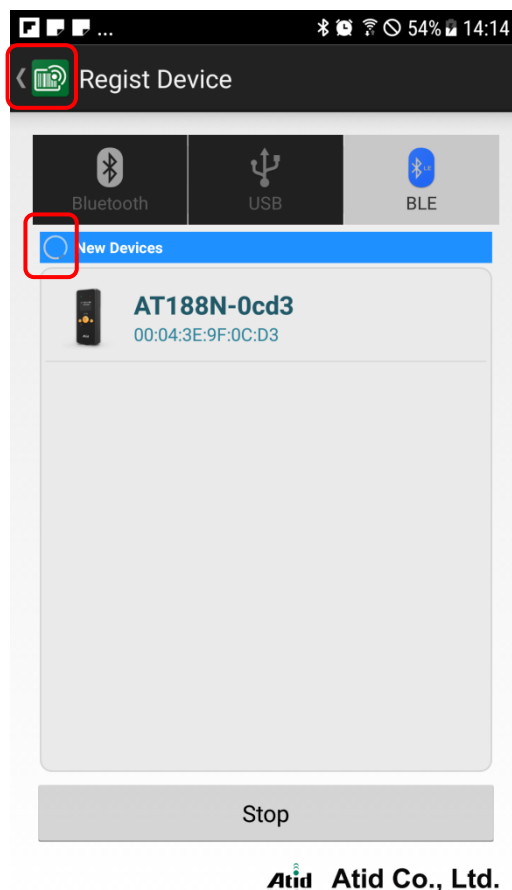 ... 54% 14:14
Regist Device
Bluetooth USB BLE
New Devices
AT188N-0cd3
00:04:3E:9F:0C:D3
Stop
Atid Atid Co., Ltd.